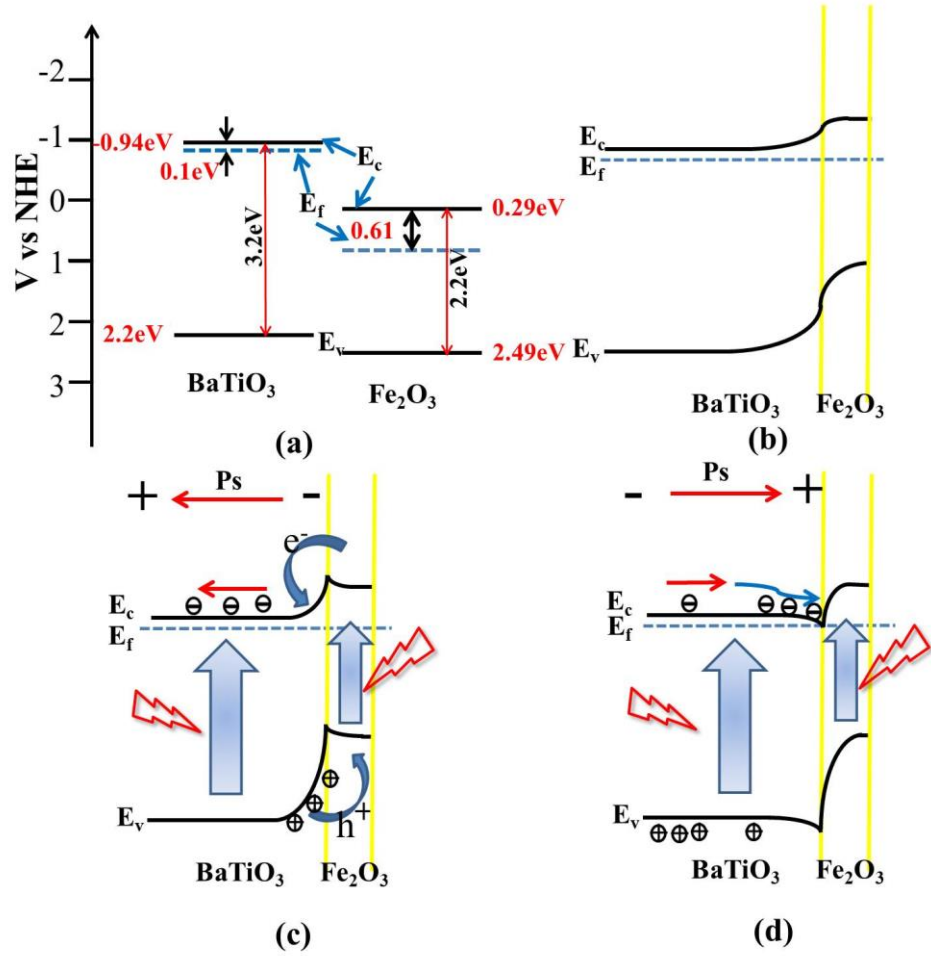 V vs NHE
-2
-1
0
1
2
3
-0.94eV
0.1eV
3.2eV
2.2eV
BaTiO₃
E_c
E_f
E_v
0.29eV
0.61
2.2eV
2.49eV
Fe₂O₃
(a)
E_c
E_f
E_v
BaTiO₃
Fe₂O₃
(b)
+
Ps
-
e⁻
E_c
E_f
E_v
h⁺
BaTiO₃
Fe₂O₃
(c)
-
Ps
+
E_c
E_f
E_v
BaTiO₃
Fe₂O₃
(d)